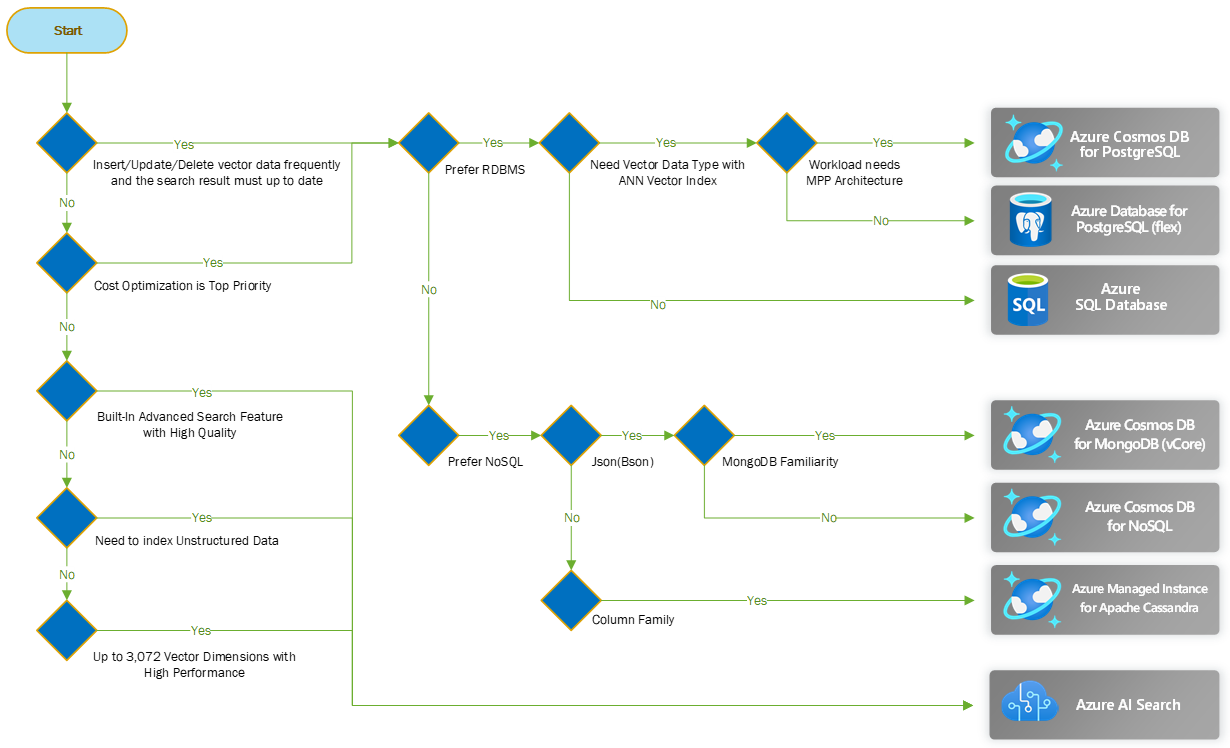 Start
Yes
Insert/Update/Delete vector data frequently
and the search result must up to date
No
Yes
Cost Optimization is Top Priority
No
Yes
Built-In Advanced Search Feature
with High Quality
No
Yes
Need to index Unstructured Data
No
Yes
Up to 3,072 Vector Dimensions with
High Performance
Yes
Prefer RDBMS
No
Yes
Need Vector Data Type with
ANN Vector Index
No
Yes
Workload needs
MPP Architecture
No
Yes
Prefer NoSQL
Yes
Json(Bson)
No
Yes
MongoDB Familiarity
No
Yes
Column Family
Azure Cosmos DB
for PostgreSQL
Azure Database for
PostgreSQL (flex)
SQL
Azure
SQL Database
Azure Cosmos DB
for MongoDB (vCore)
Azure Cosmos DB
for NoSQL
Azure Managed Instance
for Apache Cassandra
Azure AI Search